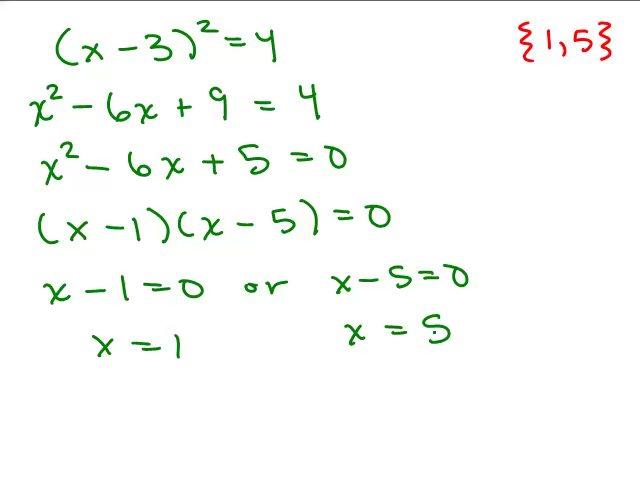 (x - 3)² = 4
{1, 5}
x² - 6x + 9 = 4
x² - 6x + 5 = 0
(x - 1)(x - 5) = 0
x - 1 = 0 or x - 5 = 0
x = 1 x = 5